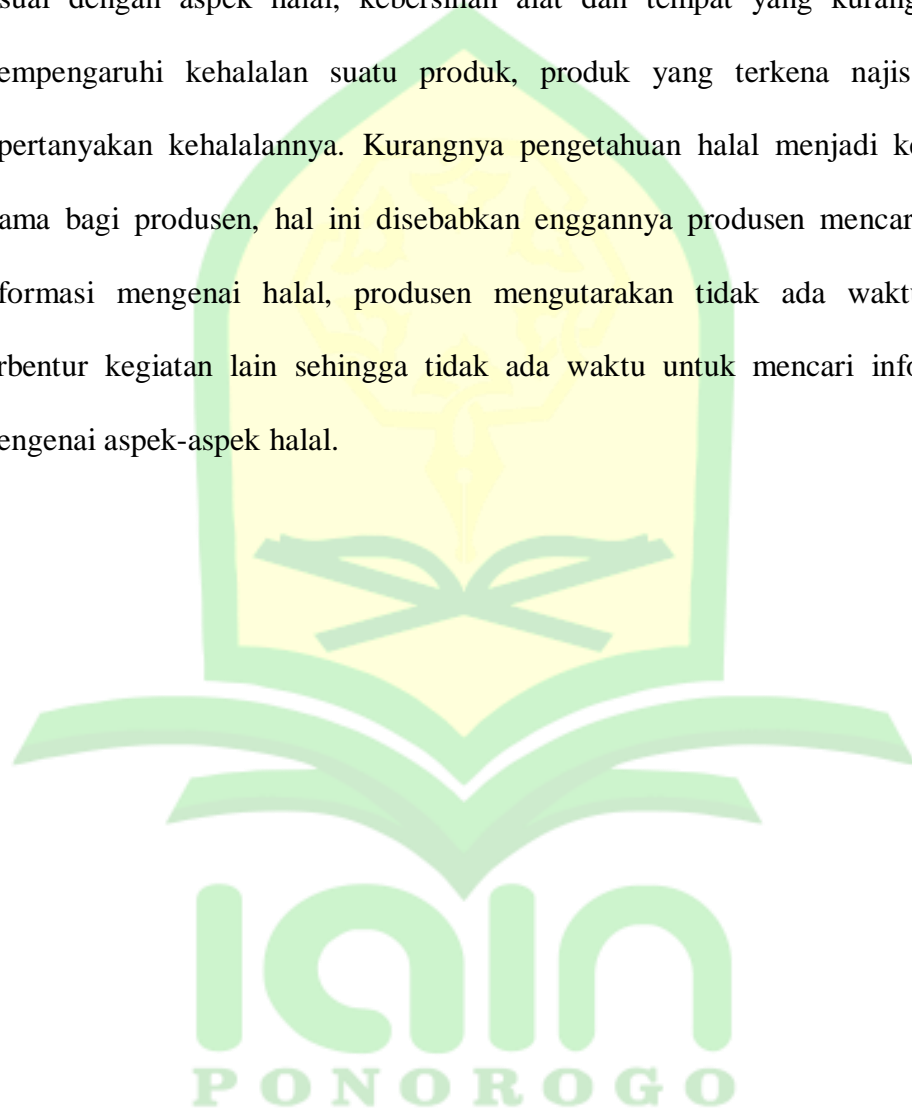 suai dengan aspek halal, kebersihan alat dan tempat yang kurang
empengaruhi kehalalan suatu produk, produk yang terkena najis
pertanyakan kehalalannya. Kurangnya pengetahuan halal menjadi ke
ama bagi produsen, hal ini disebabkan enggannya produsen mencar
formasi mengenai halal, produsen mengutarakan tidak ada waktu
rbentur kegiatan lain sehingga tidak ada waktu untuk mencari info
engenai aspek-aspek halal.
iain
PONOROGO